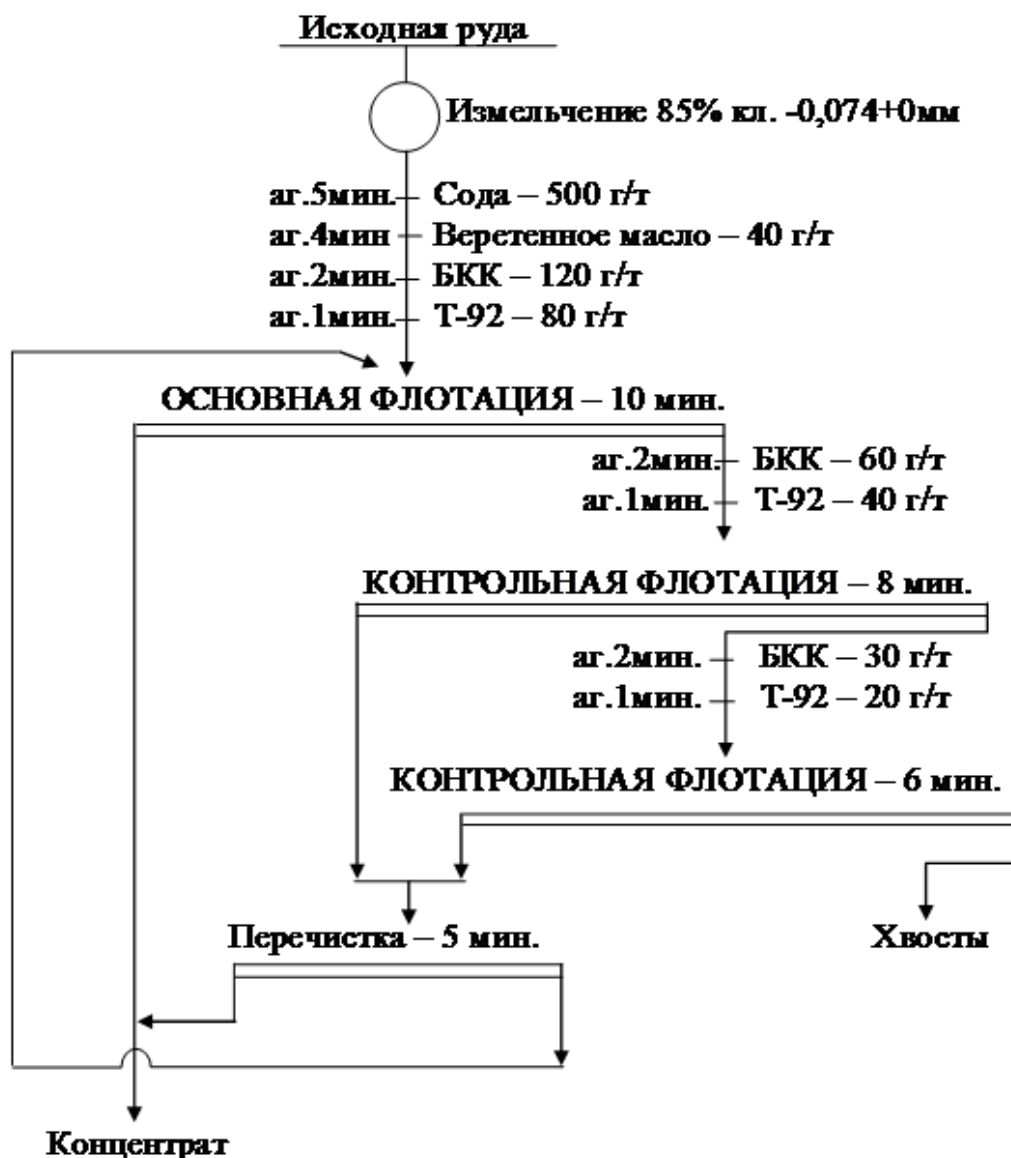 Исходная руда
Измельчение 85% кл. -0,074+0мм
аг.5мин. Сода – 500 г/т
аг.4мин Веретенное масло – 40 г/т
аг.2мин. БКК – 120 г/т
аг.1мин. Т-92 – 80 г/т
ОСНОВНАЯ ФЛОТАЦИЯ – 10 мин.
аг.2мин. БКК – 60 г/т
аг.1мин. Т-92 – 40 г/т
КОНТРОЛЬНАЯ ФЛОТАЦИЯ – 8 мин.
аг.2мин. БКК – 30 г/т
аг.1мин. Т-92 – 20 г/т
КОНТРОЛЬНАЯ ФЛОТАЦИЯ – 6 мин.
Перечистка – 5 мин.
Хвосты
Концентрат